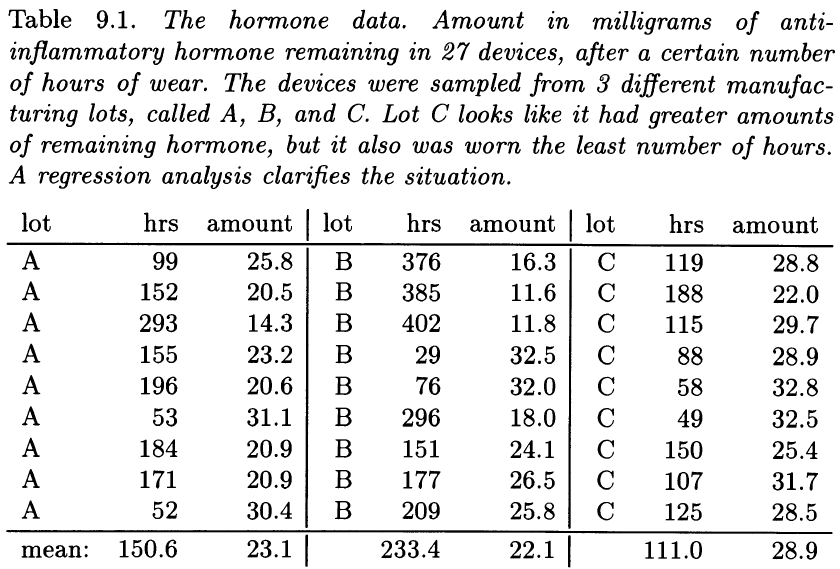 Table 9.1. The hormone data. Amount in milligrams of anti-
inflammatory hormone remaining in 27 devices, after a certain number
of hours of wear. The devices were sampled from 3 different manufac-
turing lots, called A, B, and C. Lot C looks like it had greater amounts
of remaining hormone, but it also was worn the least number of hours.
A regression analysis clarifies the situation.
lot hrs amount lot hrs amount lot hrs amount
A 99 25.8 B 376 16.3 C 119 28.8
A 152 20.5 B 385 11.6 C 188 22.0
A 293 14.3 B 402 11.8 C 115 29.7
A 155 23.2 B 29 32.5 C 88 28.9
A 196 20.6 B 76 32.0 C 58 32.8
A 53 31.1 B 296 18.0 C 49 32.5
A 184 20.9 B 151 24.1 C 150 25.4
A 171 20.9 B 177 26.5 C 107 31.7
A 52 30.4 B 209 25.8 C 125 28.5
mean: 150.6 23.1 233.4 22.1 111.0 28.9